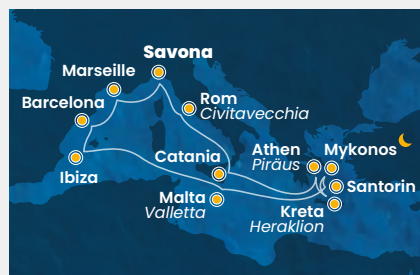 Savona
Marseille
Barcelona
Rom
Civitavecchia
Athen
Piräus
Mykonos
Catania
Ibiza
Santorin
Malta
Valletta
Kreta
Heraklion